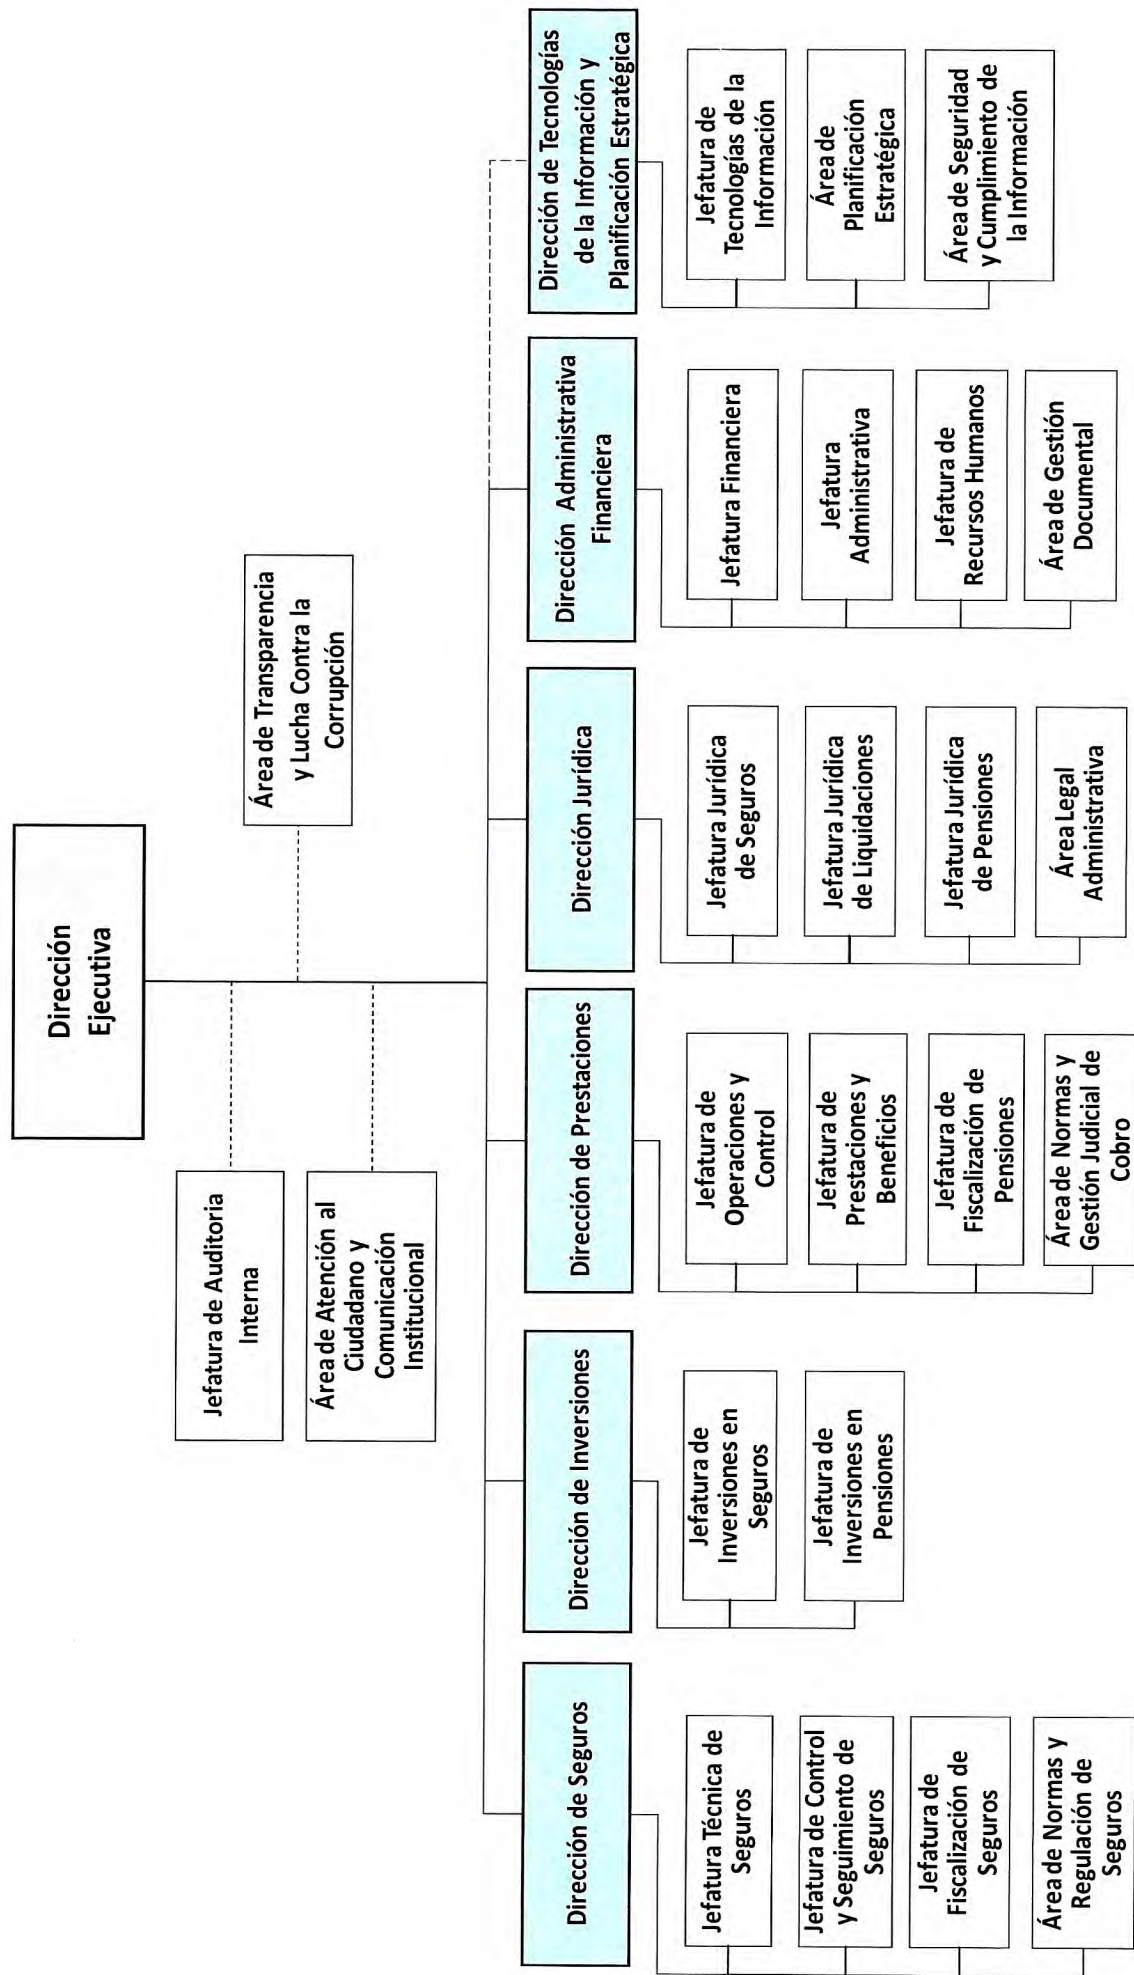 Dirección
Ejecutiva
Jefatura de Auditoria
Interna
Área de Transparencia
y Lucha Contra la
Corrupción
Área de Atención al
Ciudadano y
Comunicación
Institucional
Dirección de Seguros
Jefatura Técnica de
Seguros
Jefatura de Control
y Seguimiento de
Seguros
Jefatura de
Fiscalización de
Seguros
Área de Normas y
Regulación de
Seguros
Dirección de Inversiones
Jefatura de
Inversiones en
Seguros
Jefatura de
Inversiones en
Pensiones
Dirección de Prestaciones
Jefatura de
Operaciones y
Control
Jefatura de
Prestaciones y
Beneficios
Jefatura de
Fiscalización de
Pensiones
Área de Normas y
Gestión Judicial de
Cobro
Dirección Jurídica
Jefatura Jurídica
de Seguros
Jefatura Jurídica
de Liquidaciones
Jefatura Jurídica
de Pensiones
Área Legal
Administrativa
Dirección Administrativa
Financiera
Jefatura Financiera
Jefatura
Administrativa
Jefatura de
Recursos Humanos
Área de Gestión
Documental
Dirección de Tecnologías
de la Información y
Planificación Estratégica
Jefatura de
Tecnologías de la
Información
Área de
Planificación
Estratégica
Área de Seguridad
y Cumplimiento de
la Información